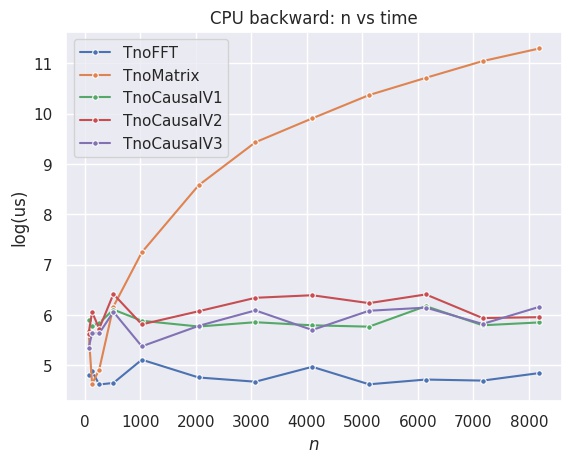 CPU backward: n vs time
TnoFFT
TnoMatrix
TnoCausalV1
TnoCausalV2
TnoCausalV3
log(us)
11
10
9
8
7
6
5
0 1000 2000 3000 4000 5000 6000 7000 8000
n